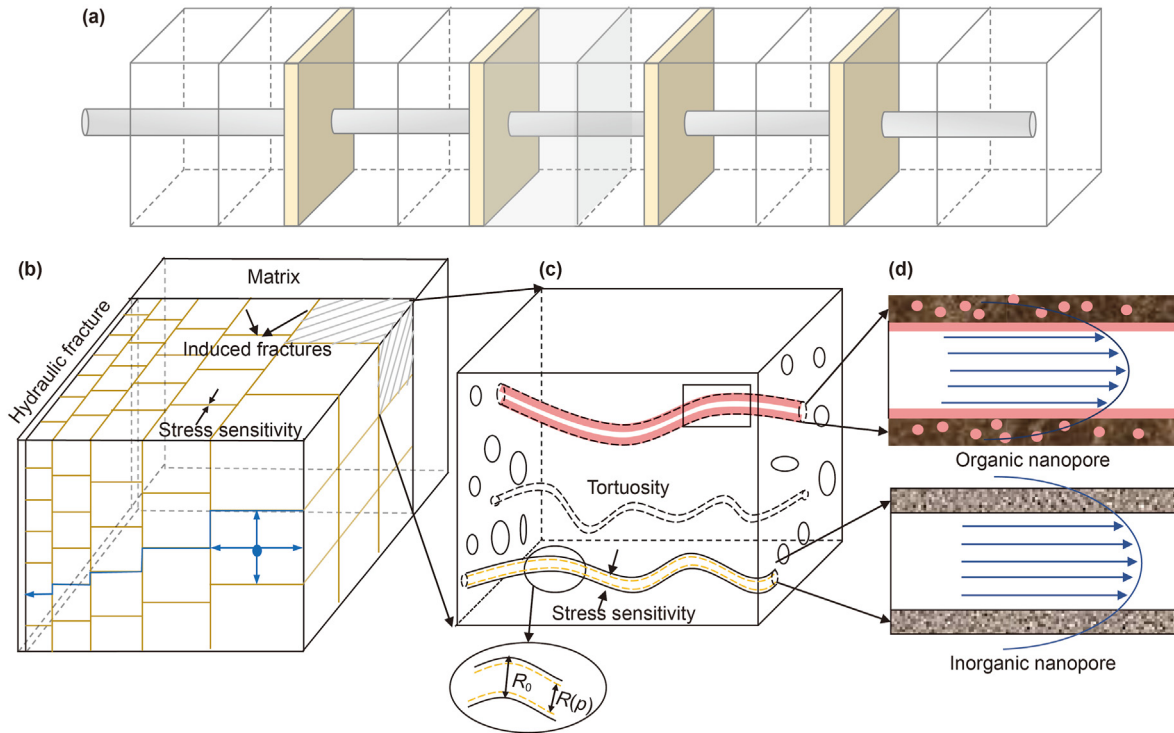 (a)
(b)
Matrix
Hydraulic fracture
Induced fractures
Stress sensitivity
(c)
Tortuosity
Stress sensitivity
R0
R(p)
(d)
Organic nanopore
Inorganic nanopore